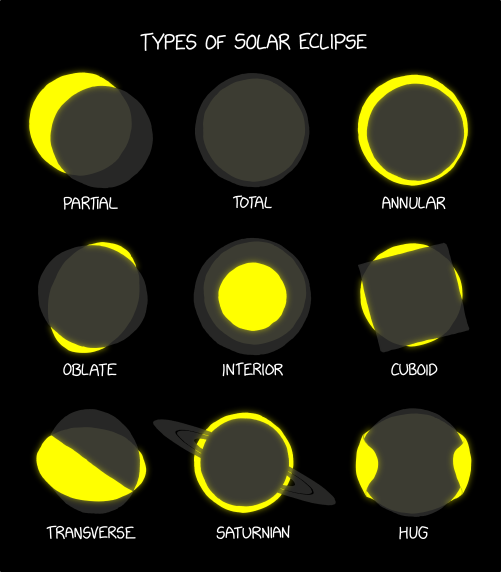 TYPES OF SOLAR ECLIPSE
PARTIAL
TOTAL
ANNULAR
OBLATE
INTERIOR
CUBOID
TRANSVERSE
SATURNIAN
HUG